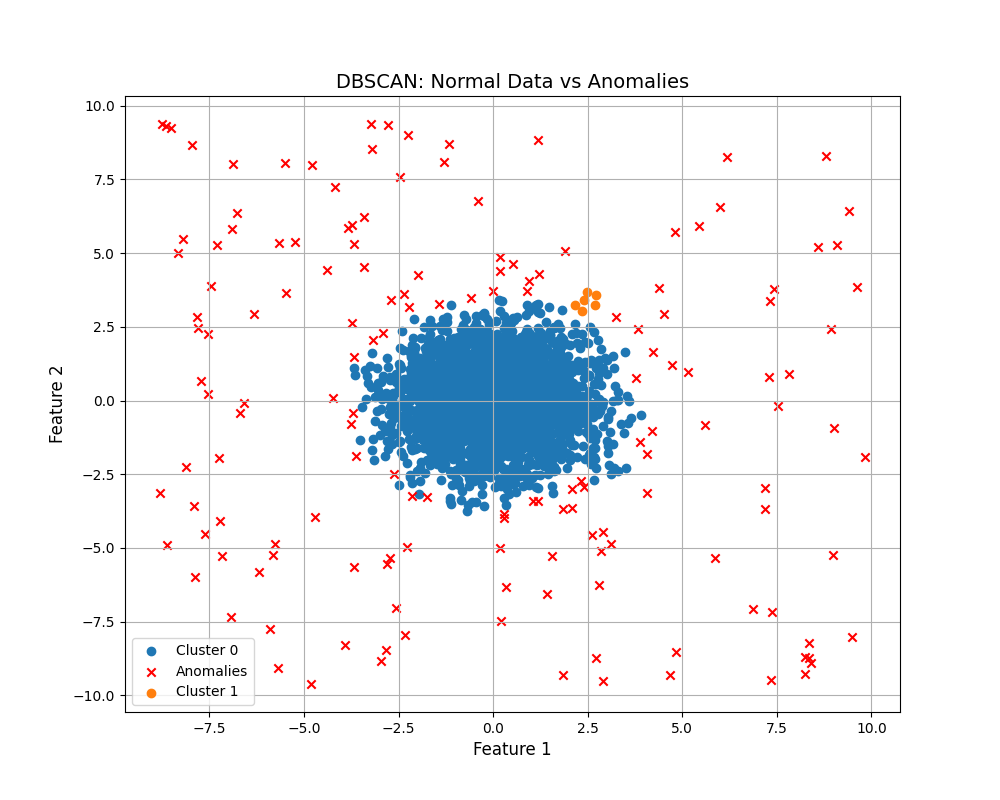 DBSCAN: Normal Data vs Anomalies
10.0
7.5
5.0
2.5
0.0
−2.5
−5.0
−7.5
−10.0
Feature 2
Cluster 0
Anomalies
Cluster 1
−7.5 −5.0 −2.5 0.0 2.5 5.0 7.5 10.0
Feature 1